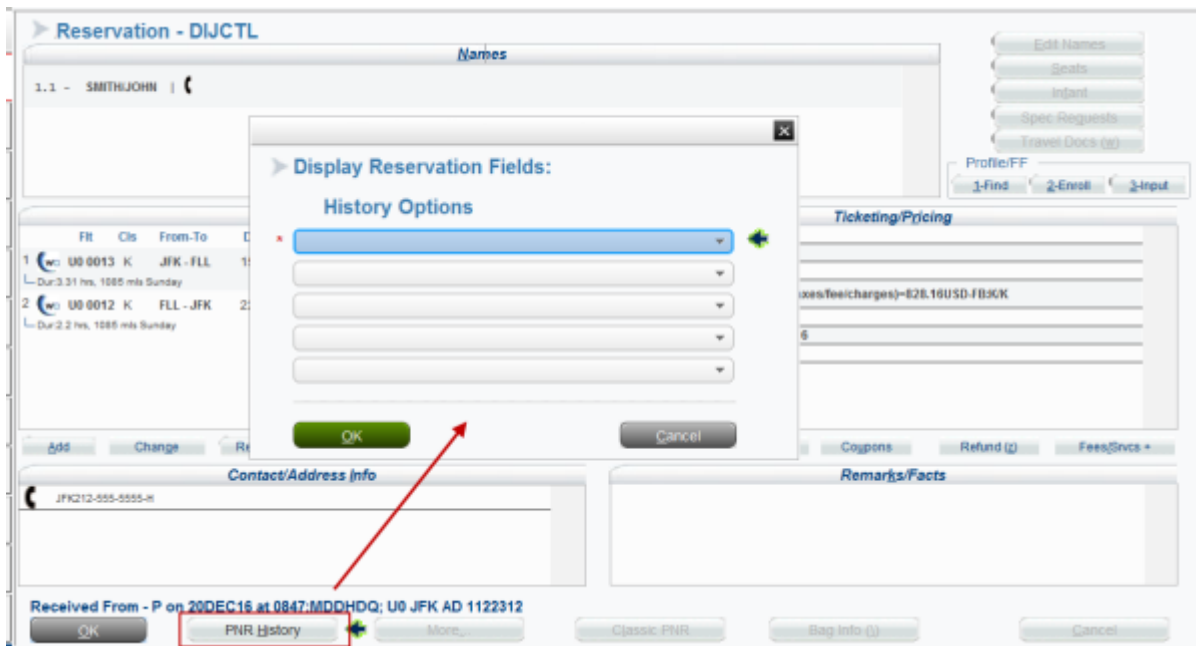 Reservation - DIJCTL
Names
1.1 - SMITH/JOHN |
Edit Names
Seats
Infant
Spec Requests
Travel Docs (w)
Profile/FF
1-Find 2-Enroll 3-Input
Display Reservation Fields:
History Options
*
Ticketing/Pricing
Flt Cls From-To D
1 U0 0013 K JFK - FLL 1
Dur:3.31 hrs, 1085 mls Sunday
2 U0 0012 K FLL - JFK 2
Dur:2.2 hrs, 1085 mls Sunday
xes/fee/charges)=828.16USD-FB:K/K
6
OK Cancel
Add Change Re Coupons Refund (z) Fees/Srvcs +
Contact/Address Info
JFK212-555-5555-H
Remarks/Facts
Received From - P on 20DEC16 at 0847:MDDHDQ; U0 JFK AD 1122312
OK PNR History More... Classic PNR Bag Info (\) Cancel